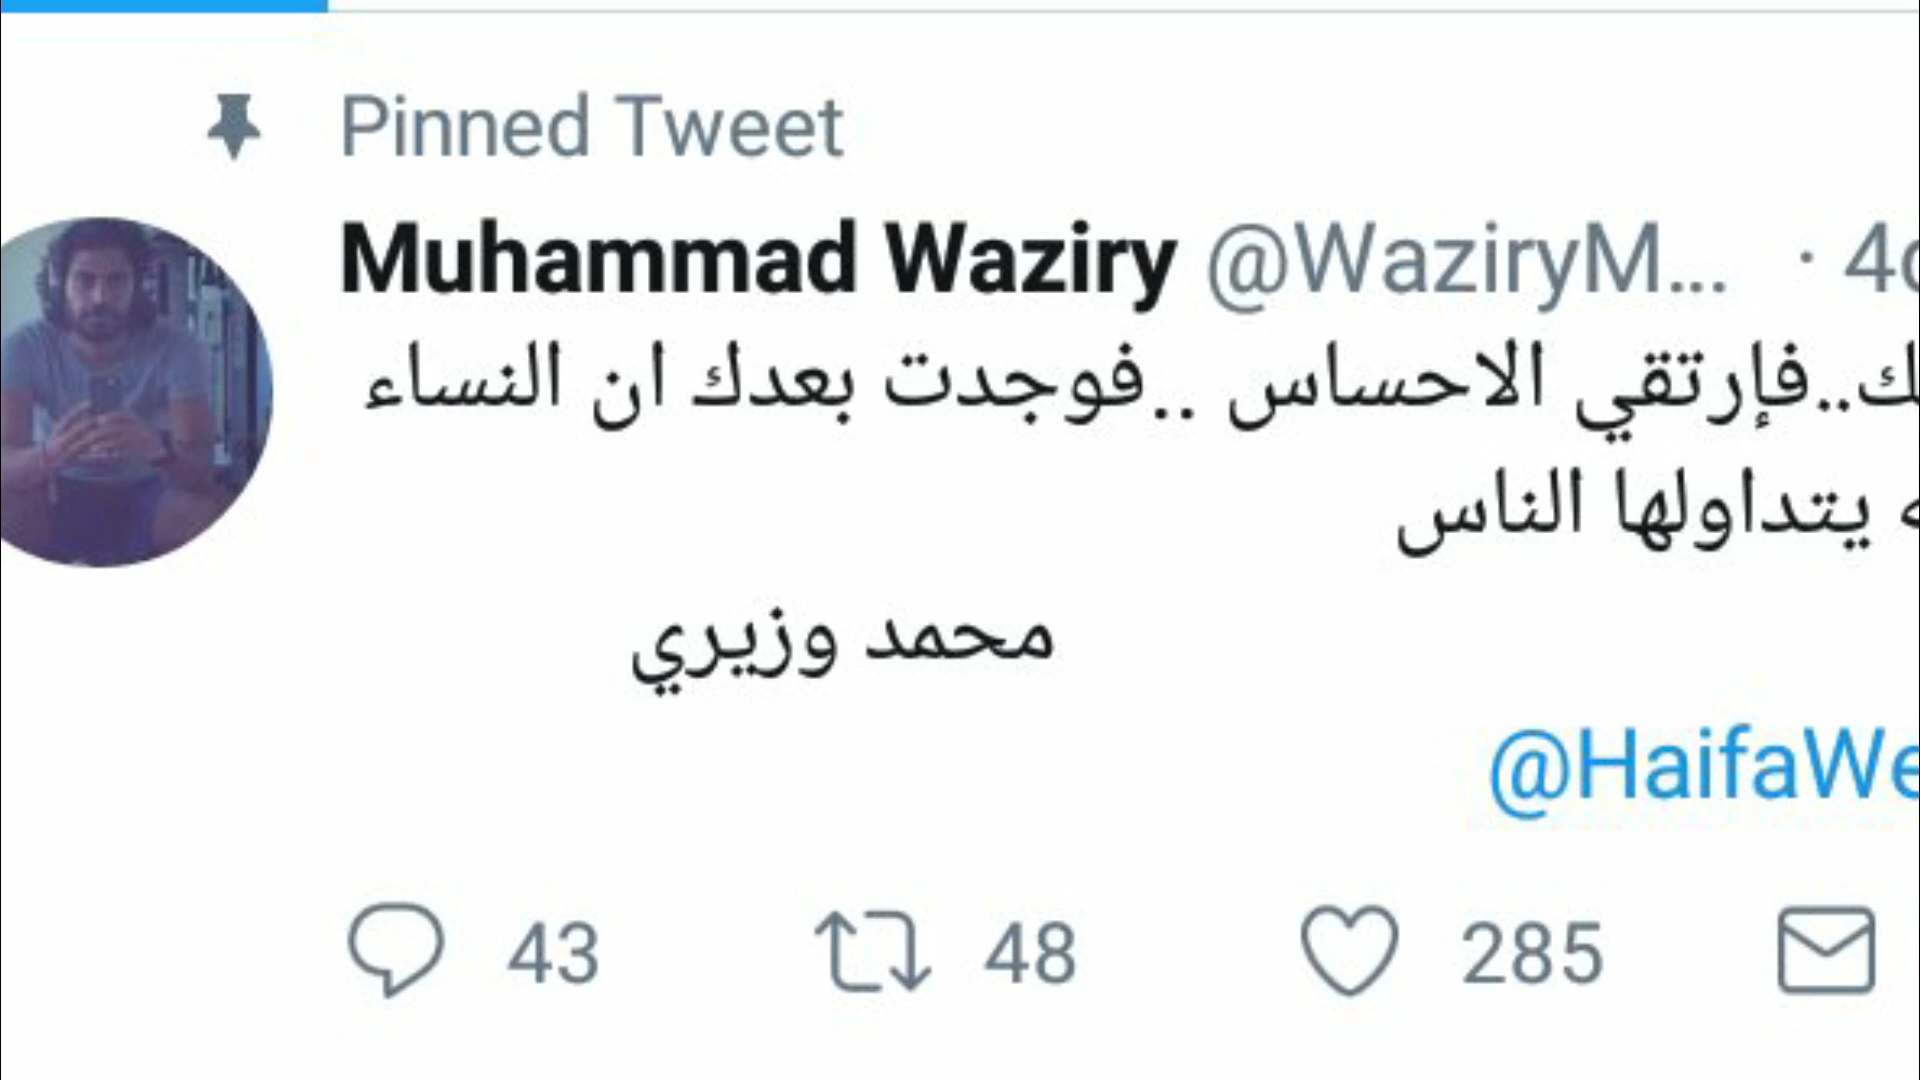 Pinned Tweet
Muhammad Waziry @WaziryM... · 4d
فإرتقي الاحساس ..فوجدت بعدك ان النساء..
يتداولها الناس
محمد وزيري
@HaifaWe
43 48 285